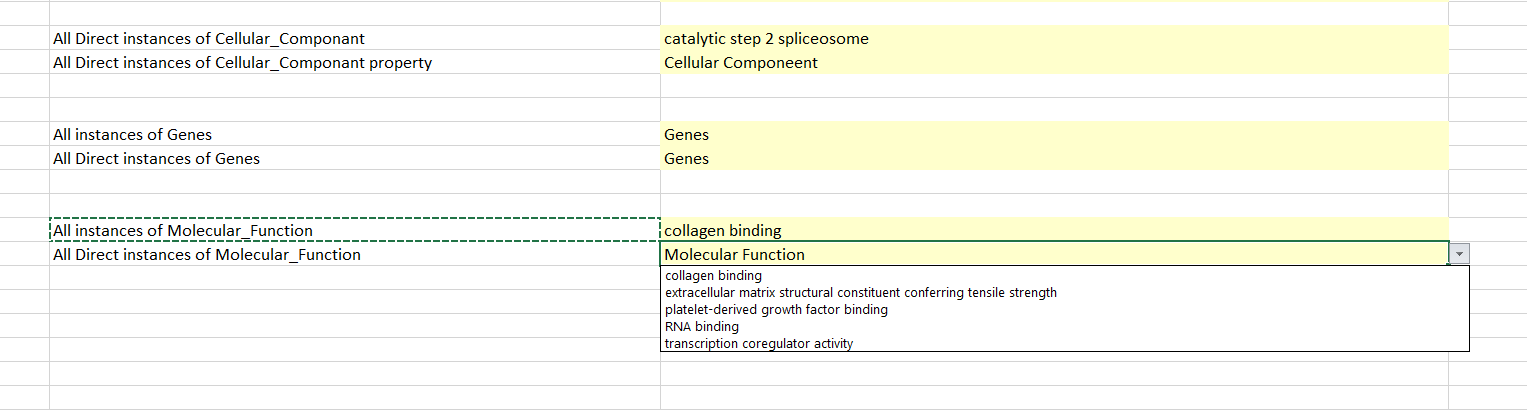 All Direct instances of Cellular_Componant catalytic step 2 spliceosome
All Direct instances of Cellular_Componant property Cellular Componeent
All instances of Genes Genes
All Direct instances of Genes Genes
All instances of Molecular_Function collagen binding
All Direct instances of Molecular_Function Molecular Function
collagen binding
extracellular matrix structural constituent conferring tensile strength
platelet-derived growth factor binding
RNA binding
transcription coregulator activity